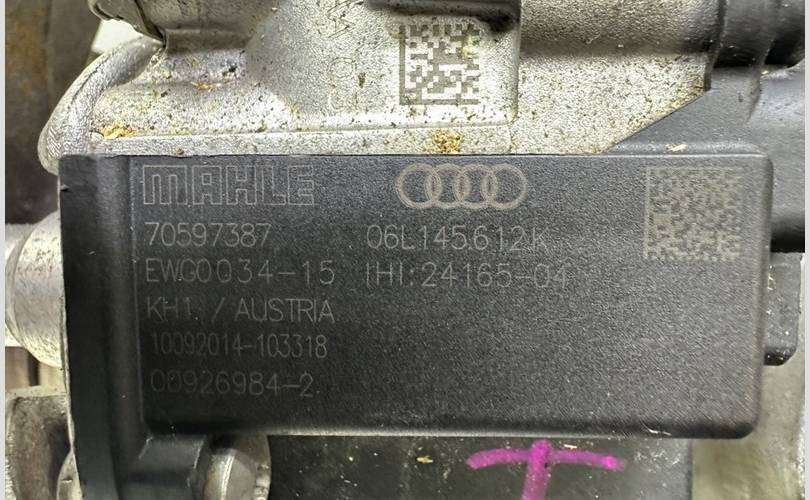 MAHLE
70597387 06L145612K
EWG0034-15 IHI:24165-04
KH1. / AUSTRIA
10092014-103318
00926984-2
T